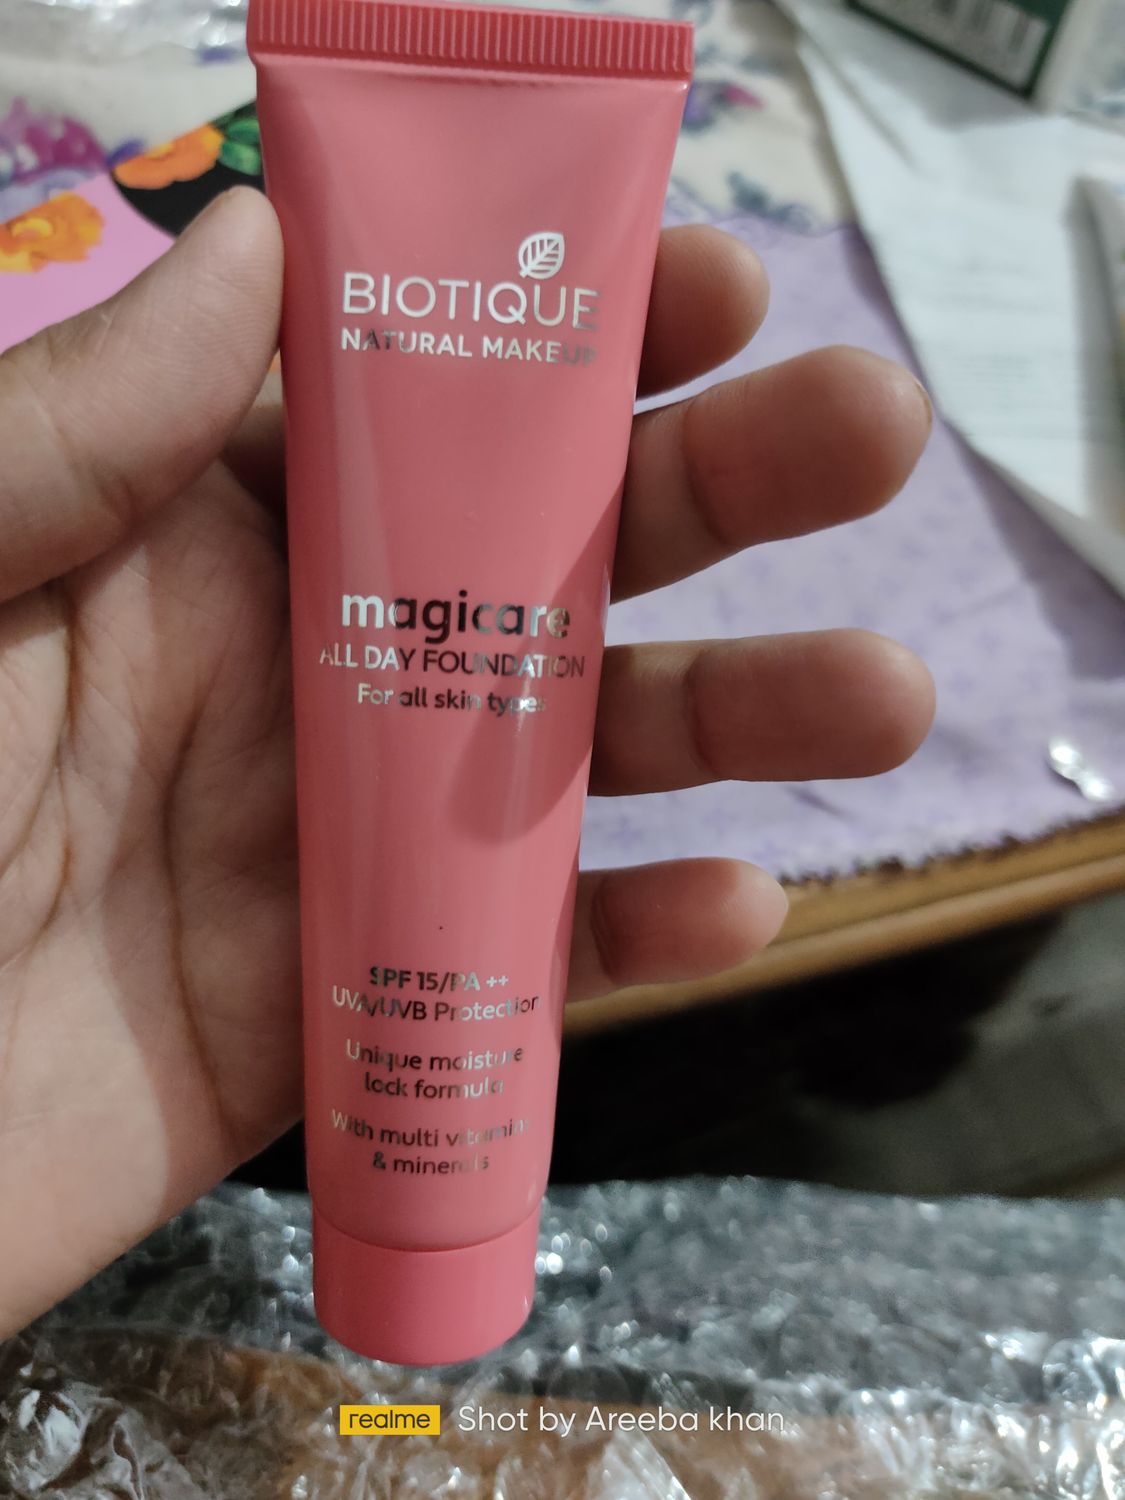 BIOTIQUE
NATURAL MAKEUP
magicare
ALL DAY FOUNDATION
For all skin types
SPF 15/PA ++
UVA/UVB Protection
Unique moisture
lock formula
With multi vitamins
& minerals
realme Shot by Areeba khan